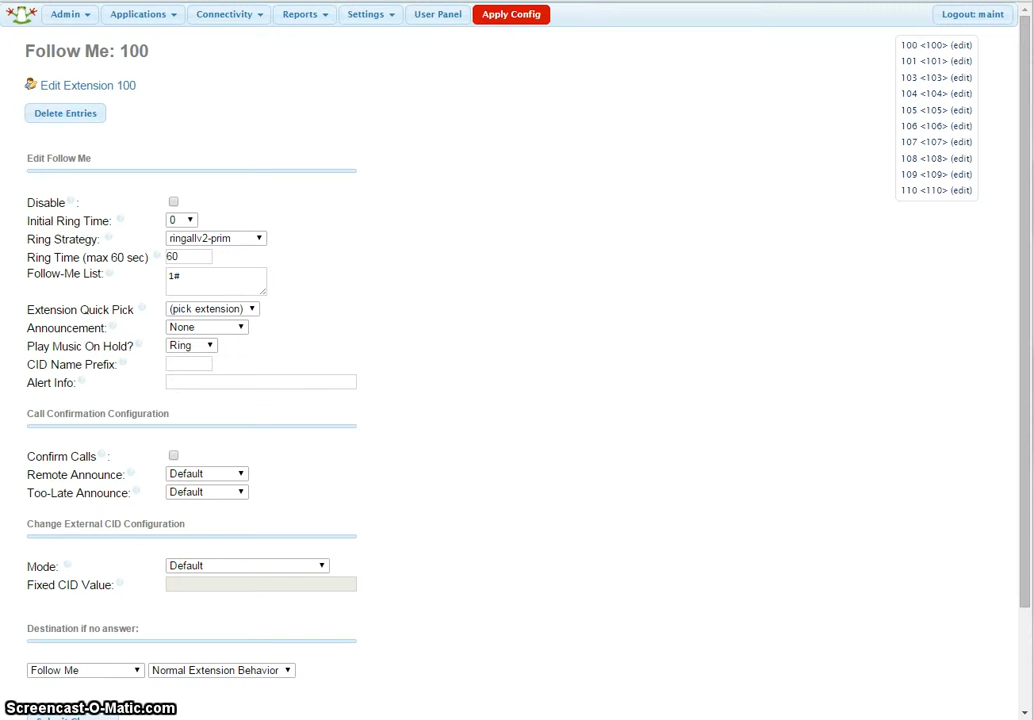 Admin Applications Connectivity Reports Settings User Panel Apply Config Logout: maint
Follow Me: 100
Edit Extension 100
Delete Entries
100 <100> (edit)
101 <101> (edit)
103 <103> (edit)
104 <104> (edit)
105 <105> (edit)
106 <106> (edit)
107 <107> (edit)
108 <108> (edit)
109 <109> (edit)
110 <110> (edit)
Edit Follow Me
Disable :
Initial Ring Time: 0
Ring Strategy: ringallv2-prim
Ring Time (max 60 sec) 60
Follow-Me List: 1#
Extension Quick Pick (pick extension)
Announcement: None
Play Music On Hold? Ring
CID Name Prefix:
Alert Info:
Call Confirmation Configuration
Confirm Calls :
Remote Announce: Default
Too-Late Announce: Default
Change External CID Configuration
Mode: Default
Fixed CID Value:
Destination if no answer:
Follow Me Normal Extension Behavior
Screencast-O-Matic.com